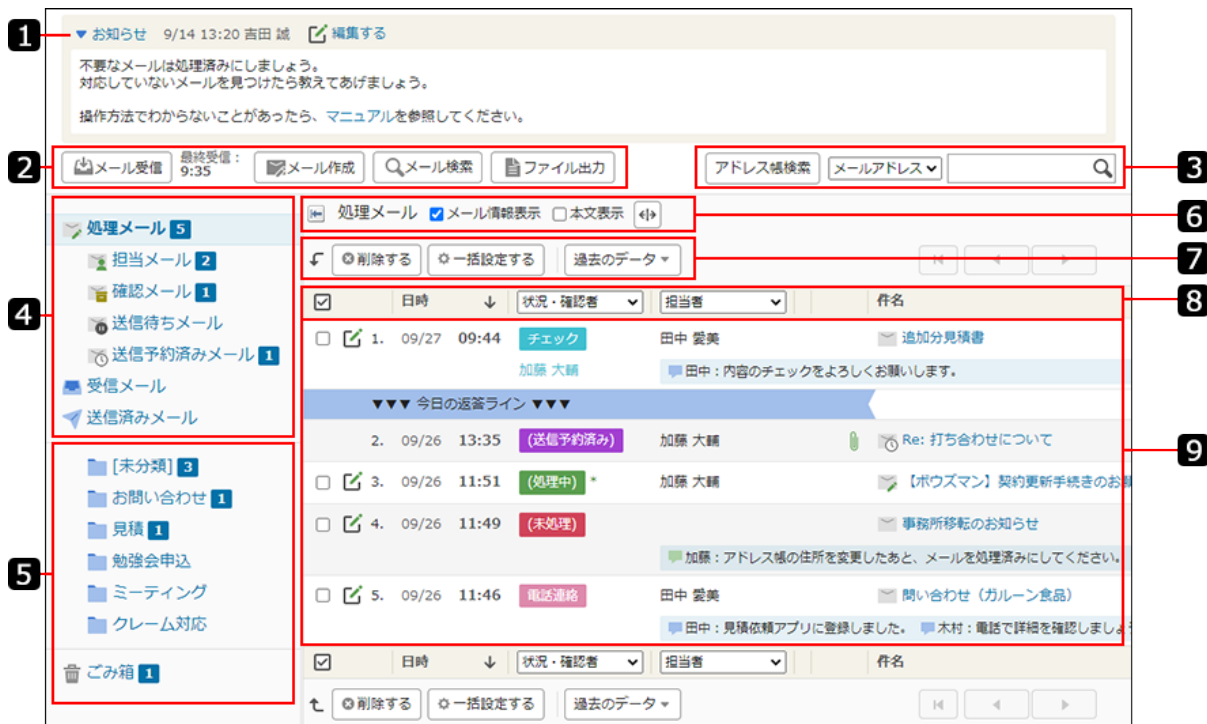 1
▼ お知らせ 9/14 13:20 吉田 誠 編集する
不要なメールは処理済みにしましょう。
対応していないメールを見つけたら教えてあげましょう。
操作方法でわからないことがあったら、マニュアルを参照してください。
2
メール受信 最終受信: 9:35 メール作成 メール検索 ファイル出力
アドレス帳検索 メールアドレス
3
4
処理メール 5
担当メール 2
確認メール 1
送信待ちメール
送信予約済みメール 1
受信メール
送信済みメール
5
[未分類] 3
お問い合わせ 1
見積 1
勉強会申込
ミーティング
クレーム対応
ごみ箱 1
処理メール メール情報表示 本文表示
6
削除する 一括設定する 過去のデータ ▼
7
日時 ↓ 状況・確認者 担当者 件名
8
1. 09/27 09:44 チェック 田中 愛美 追加分見積書
加藤 大輔 田中:内容のチェックをよろしくお願いします。
▼▼▼ 今日の返答ライン ▼▼▼
2. 09/26 13:35 (送信予約済み) 加藤 大輔 Re: 打ち合わせについて
9
3. 09/26 11:51 (処理中) * 加藤 大輔 【ボウズマン】契約更新手続きのお
4. 09/26 11:49 (未処理) 事務所移転のお知らせ
加藤:アドレス帳の住所を変更したあと、メールを処理済みにしてください。
5. 09/26 11:46 電話連絡 田中 愛美 問い合わせ(ガルーン食品)
田中:見積依頼アプリに登録しました。 木村:電話で詳細を確認しましょ
日時 ↓ 状況・確認者 担当者 件名
削除する 一括設定する 過去のデータ ▼